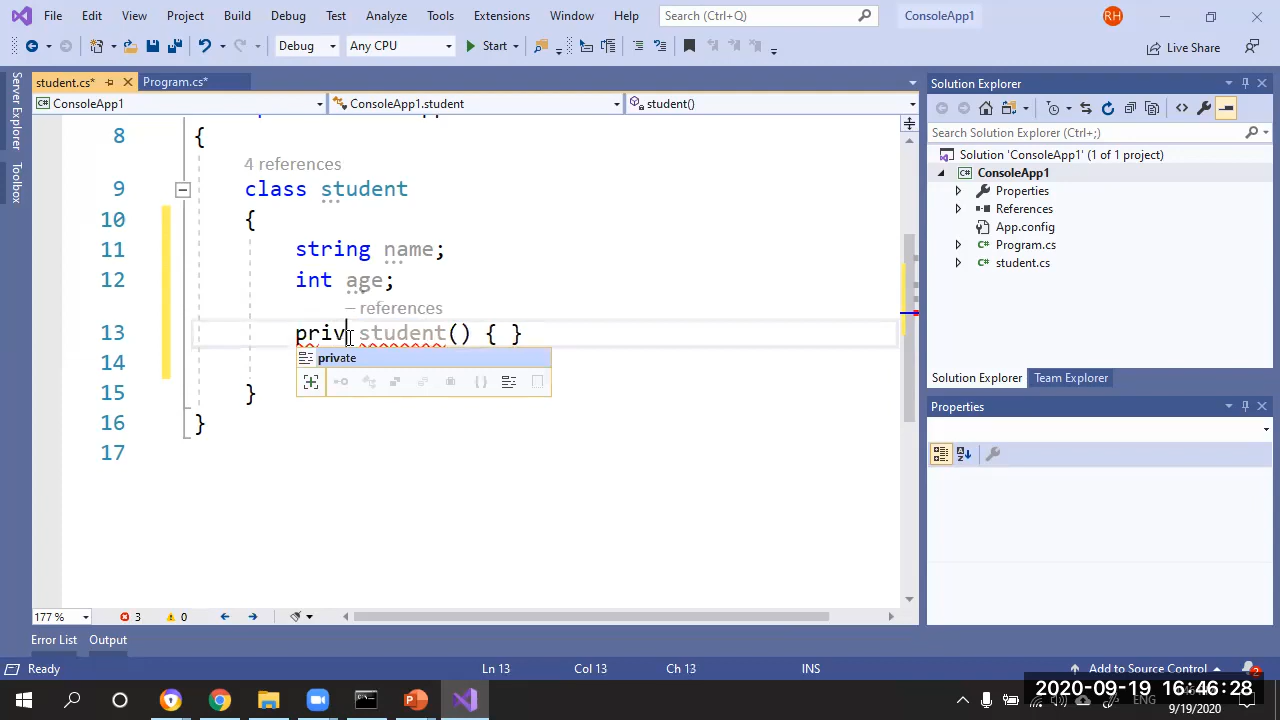 File Edit View Project Build Debug Test Analyze Tools Extensions Window Help Search (Ctrl+Q) ConsoleApp1 RH
Debug Any CPU Start Live Share
Server Explorer
Toolbox
student.cs* Program.cs*
ConsoleApp1 ConsoleApp1.student student()
8 {
4 references
9 class student
10 {
11 string name;
12 int age;
– references
13 priv student() { }
private
14
15 }
16 }
17
177 % 3 0
Error List Output
Solution Explorer
Search Solution Explorer (Ctrl+;)
Solution 'ConsoleApp1' (1 of 1 project)
ConsoleApp1
Properties
References
App.config
Program.cs
student.cs
Solution Explorer Team Explorer
Properties
Ready Ln 13 Col 13 Ch 13 INS Add to Source Control 2
2020-09-19 16:46:28
ENG
9/19/2020